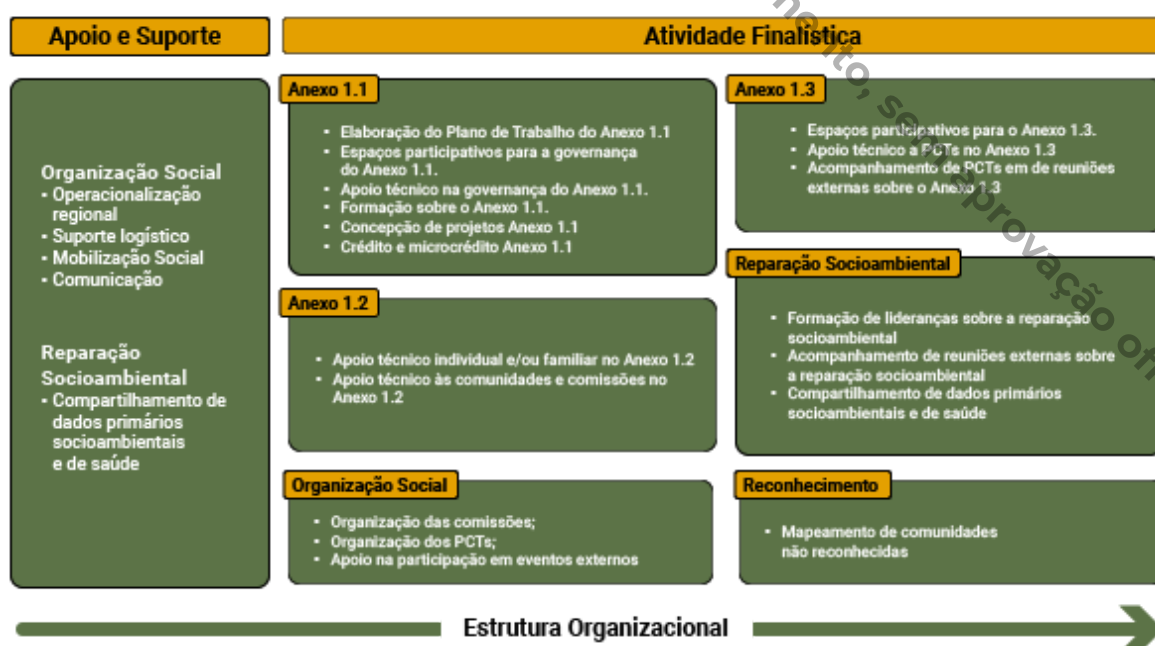 Apoio e Suporte
Atividade Finalística
Organização Social
- Operacionalização
regional
- Suporte logístico
- Mobilização Social
- Comunicação
Reparação
Socioambiental
- Compartilhamento de
dados primários
socioambientais
e de saúde
Anexo 1.1
- Elaboração do Plano de Trabalho do Anexo 1.1
- Espaços participativos para a governança
do Anexo 1.1.
- Apoio técnico na governança do Anexo 1.1.
- Formação sobre o Anexo 1.1.
- Concepção de projetos Anexo 1.1
- Crédito e microcrédito Anexo 1.1
Anexo 1.2
- Apoio técnico individual e/ou familiar no Anexo 1.2
- Apoio técnico às comunidades e comissões no
Anexo 1.2
Organização Social
- Organização das comissões;
- Organização dos PCTs;
- Apoio na participação em eventos externos
Anexo 1.3
- Espaços participativos para o Anexo 1.3.
- Apoio técnico a PCTs no Anexo 1.3
- Acompanhamento de PCTs em de reuniões
externas sobre o Anexo 1.3
Reparação Socioambiental
- Formação de lideranças sobre a reparação
socioambiental
- Acompanhamento de reuniões externas sobre
a reparação socioambiental
- Compartilhamento de dados primários
socioambientais e de saúde
Reconhecimento
- Mapeamento de comunidades
não reconhecidas
Estrutura Organizacional
sem aprovação